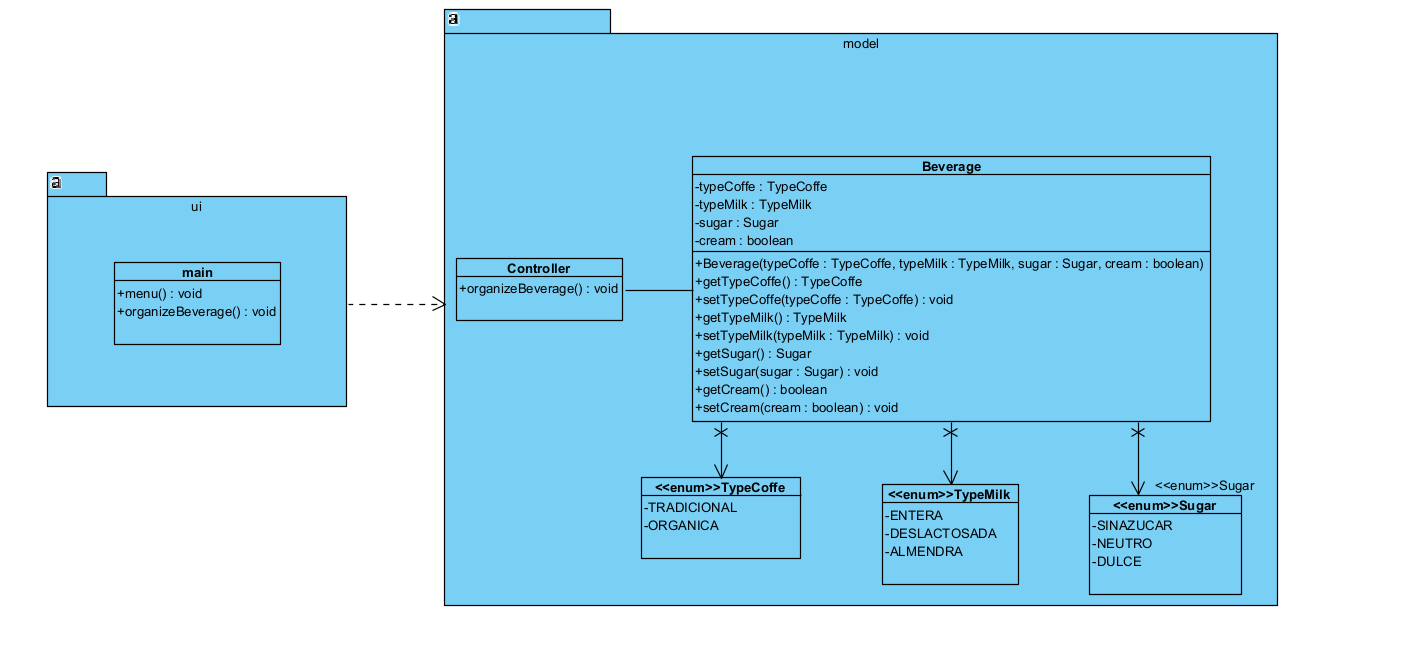 a
model
a
ui
main
+menu() : void
+organizeBeverage() : void
Controller
+organizeBeverage() : void
Beverage
-typeCoffe : TypeCoffe
-typeMilk : TypeMilk
-sugar : Sugar
-cream : boolean
+Beverage(typeCoffe : TypeCoffe, typeMilk : TypeMilk, sugar : Sugar, cream : boolean)
+getTypeCoffe() : TypeCoffe
+setTypeCoffe(typeCoffe : TypeCoffe) : void
+getTypeMilk() : TypeMilk
+setTypeMilk(typeMilk : TypeMilk) : void
+getSugar() : Sugar
+setSugar(sugar : Sugar) : void
+getCream() : boolean
+setCream(cream : boolean) : void
<<enum>>TypeCoffe
-TRADICIONAL
-ORGANICA
<<enum>>TypeMilk
-ENTERA
-DESLACTOSADA
-ALMENDRA
<<enum>>Sugar
<<enum>>Sugar
-SINAZUCAR
-NEUTRO
-DULCE